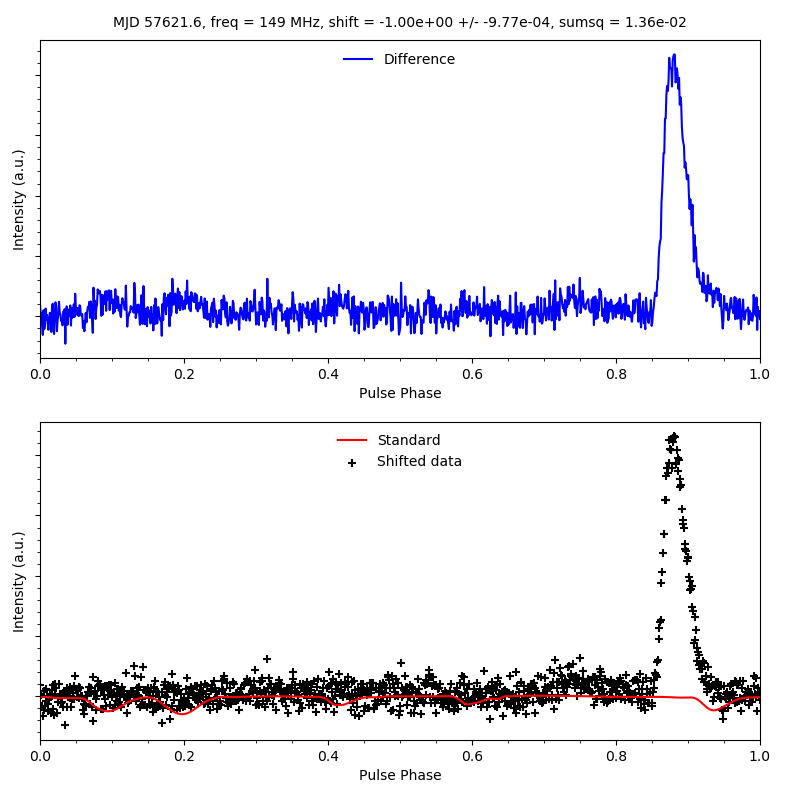 MJD 57621.6, freq = 149 MHz, shift = -1.00e+00 +/- -9.77e-04, sumsq = 1.36e-02
Difference
Intensity (a.u.)
0.0 0.2 0.4 0.6 0.8 1.0
Pulse Phase
Standard
Shifted data
Intensity (a.u.)
0.0 0.2 0.4 0.6 0.8 1.0
Pulse Phase